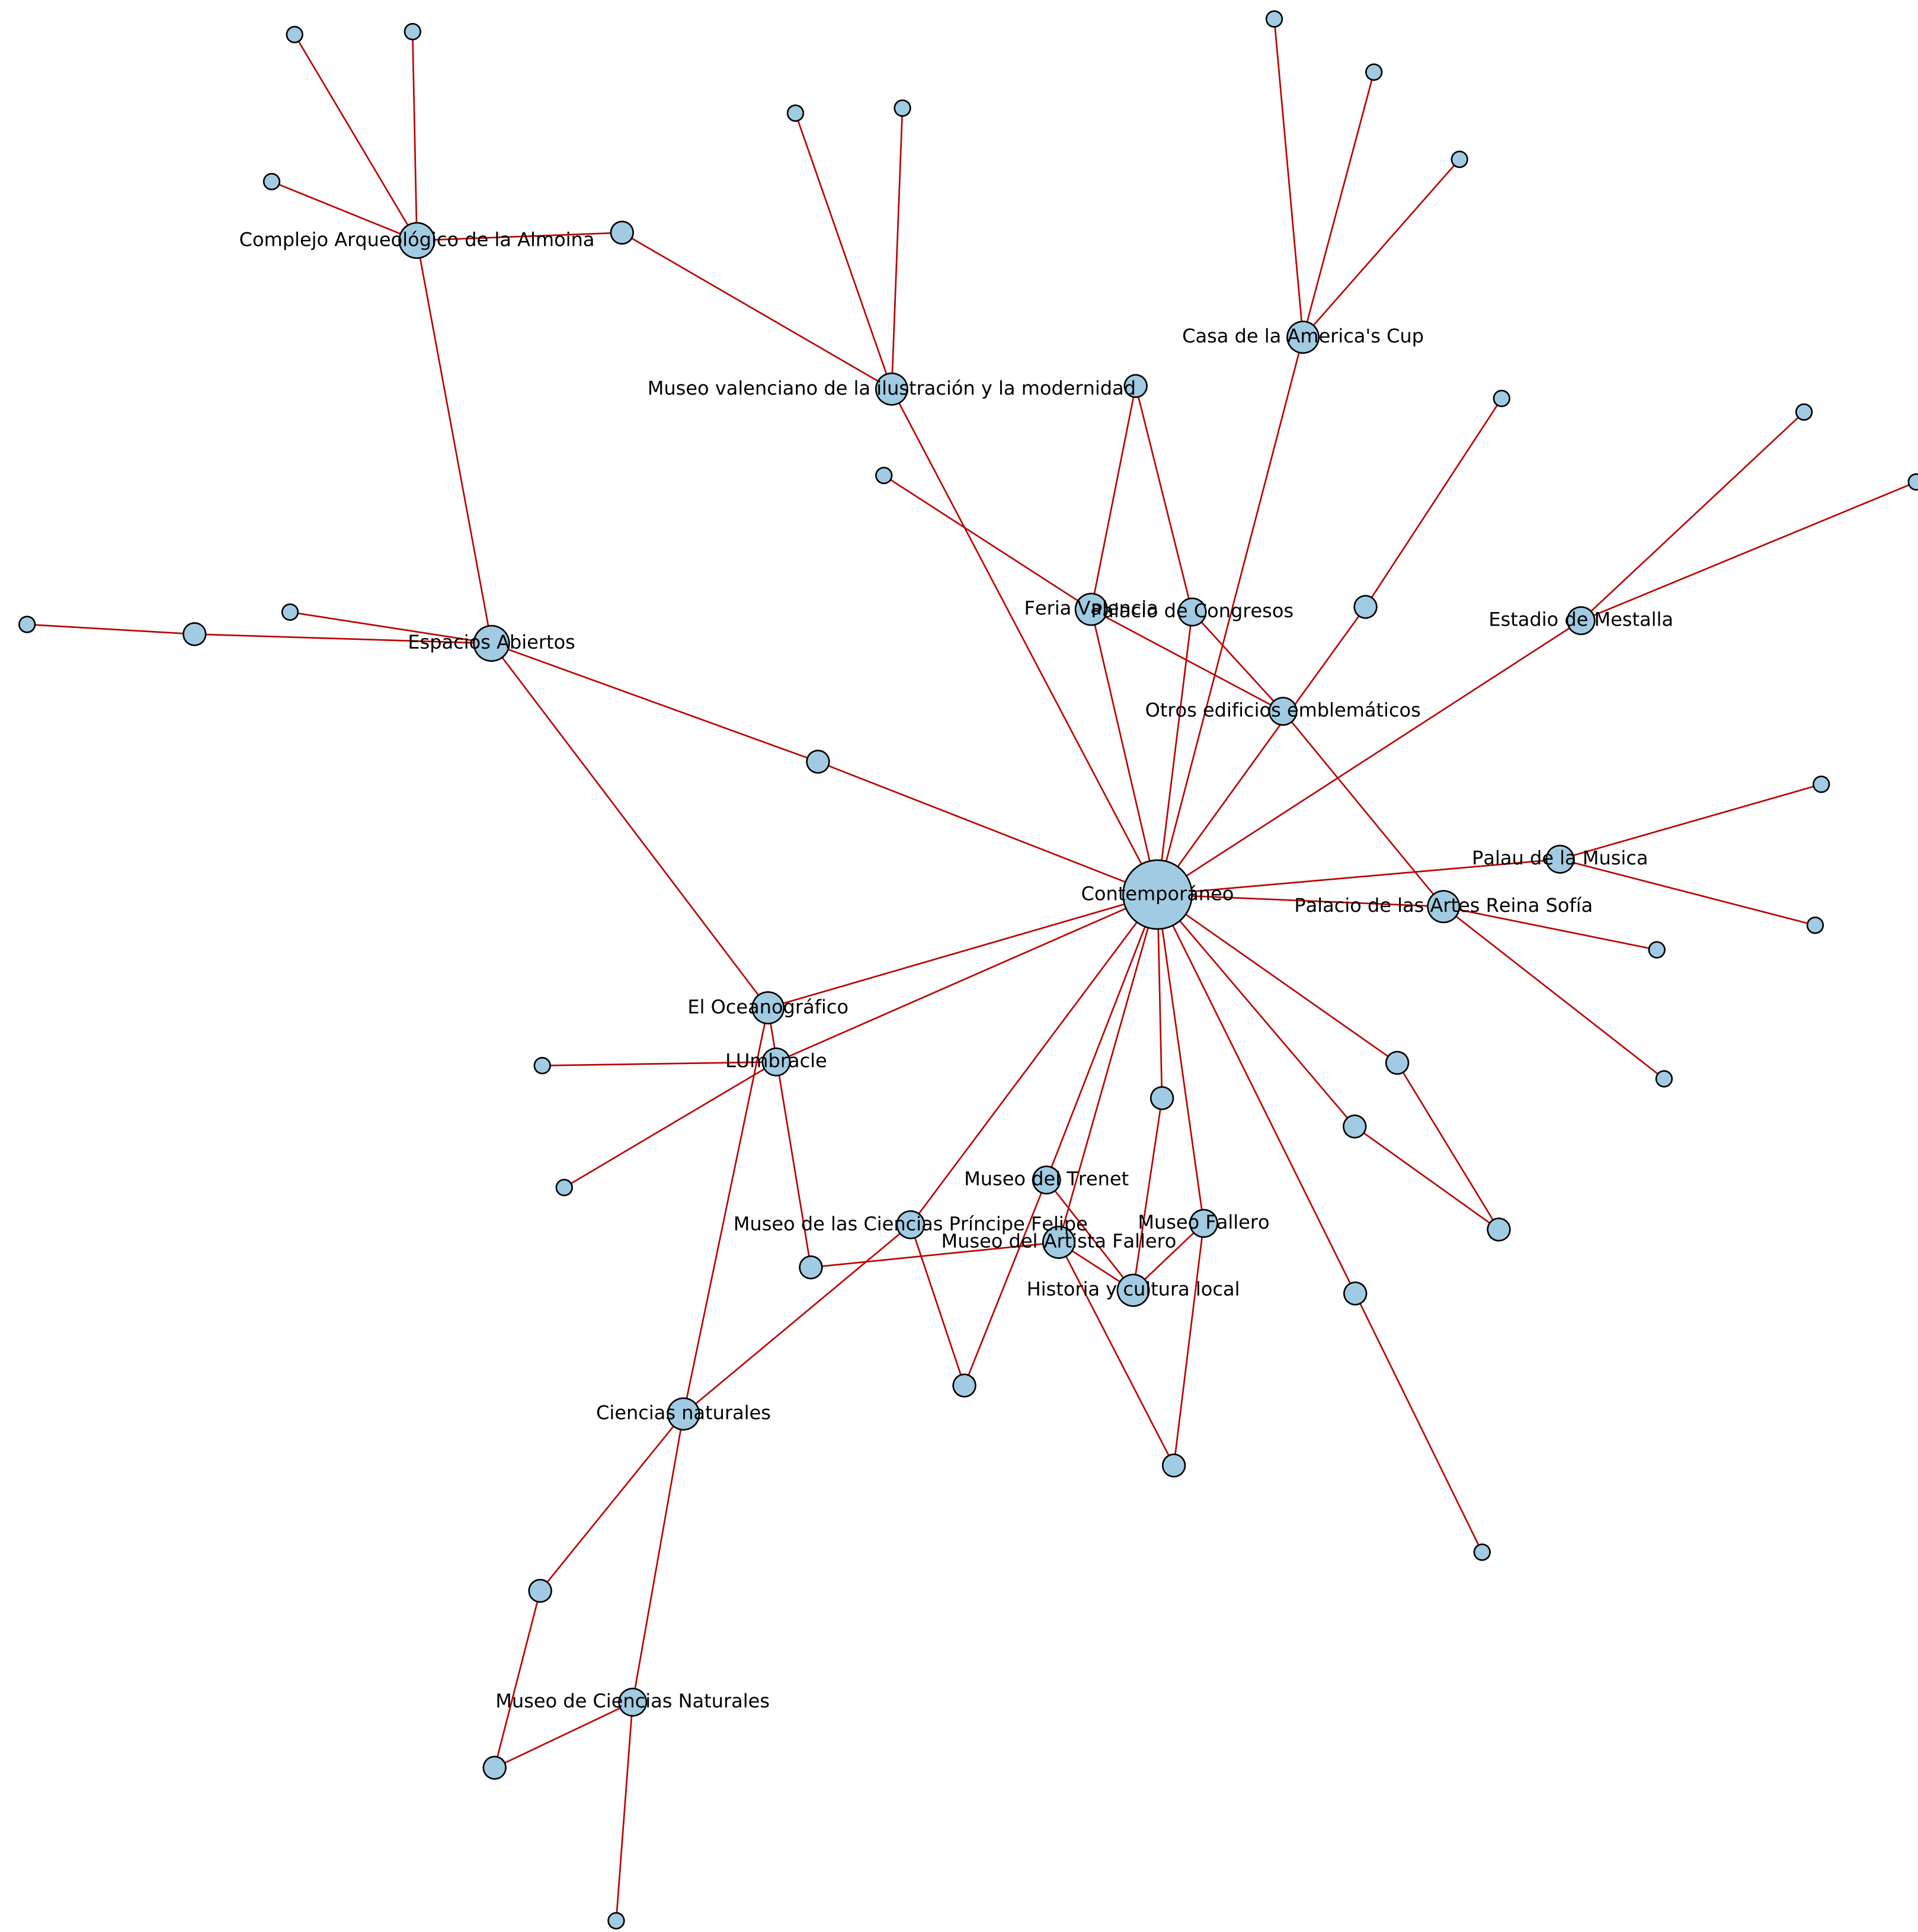 Complejo Arqueológico de la Almoina
Casa de la America's Cup
Museo valenciano de la ilustración y la modernidad
Feria Valencia
Palacio de Congresos
Estadio de Mestalla
Espacios Abiertos
Otros edificios emblemáticos
Palau de la Musica
Contemporáneo
Palacio de las Artes Reina Sofía
El Oceanográfico
LUmbracle
Museo del Trenet
Museo de las Ciencias Príncipe Felipe
Museo Fallero
Museo del Artista Fallero
Historia y cultura local
Ciencias naturales
Museo de Ciencias Naturales